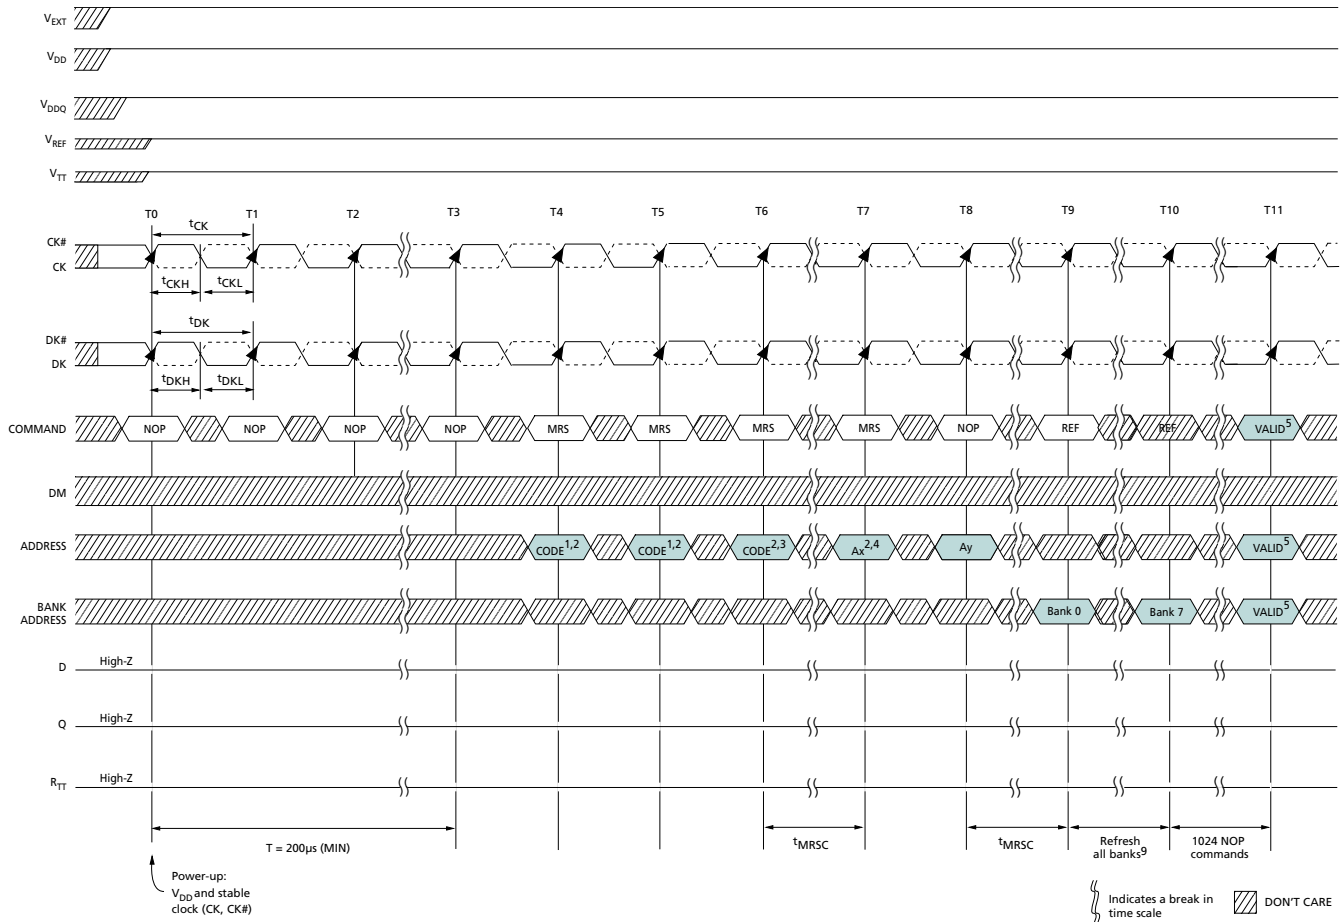 VEXT
VDD
VDDQ
VREF
VTT
T0 T1 T2 T3 T4 T5 T6 T7 T8 T9 T10 T11
tCK
CK#
CK
tCKH tCKL
tDK
DK#
DK
tDKH tDKL
COMMAND NOP NOP NOP NOP MRS MRS MRS MRS NOP REF REF VALID5
DM
ADDRESS CODE1,2 CODE1,2 CODE2,3 Ax2,4 Ay VALID5
BANK
ADDRESS Bank 0 Bank 7 VALID5
D High-Z
Q High-Z
RTT High-Z
T = 200µs (MIN) tMRSC tMRSC
Refresh
all banks9
1024 NOP
commands
Power-up:
VDD and stable
clock (CK, CK#)
Indicates a break in
time scale
DON'T CARE